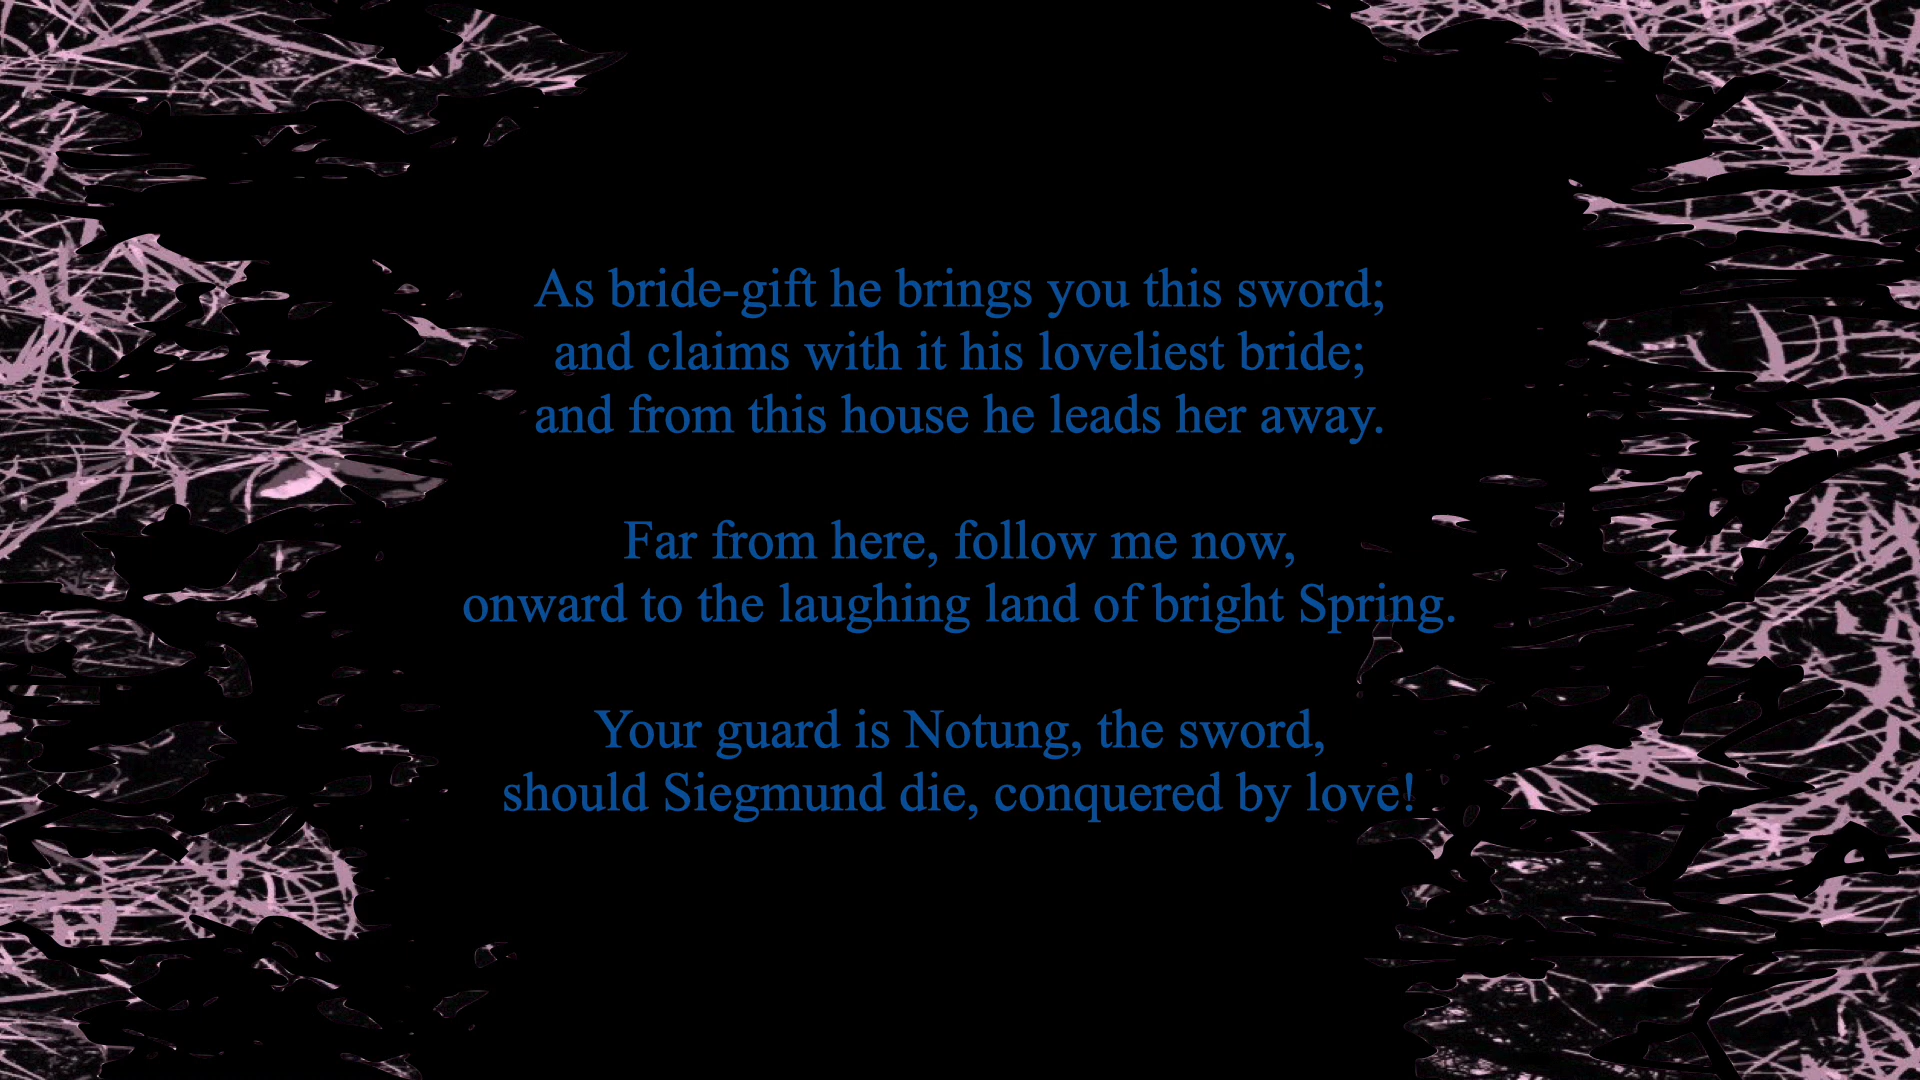 As bride-gift he brings you this sword;
and claims with it his loveliest bride;
and from this house he leads her away.
Far from here, follow me now,
onward to the laughing land of bright Spring.
Your guard is Notung, the sword,
should Siegmund die, conquered by love!